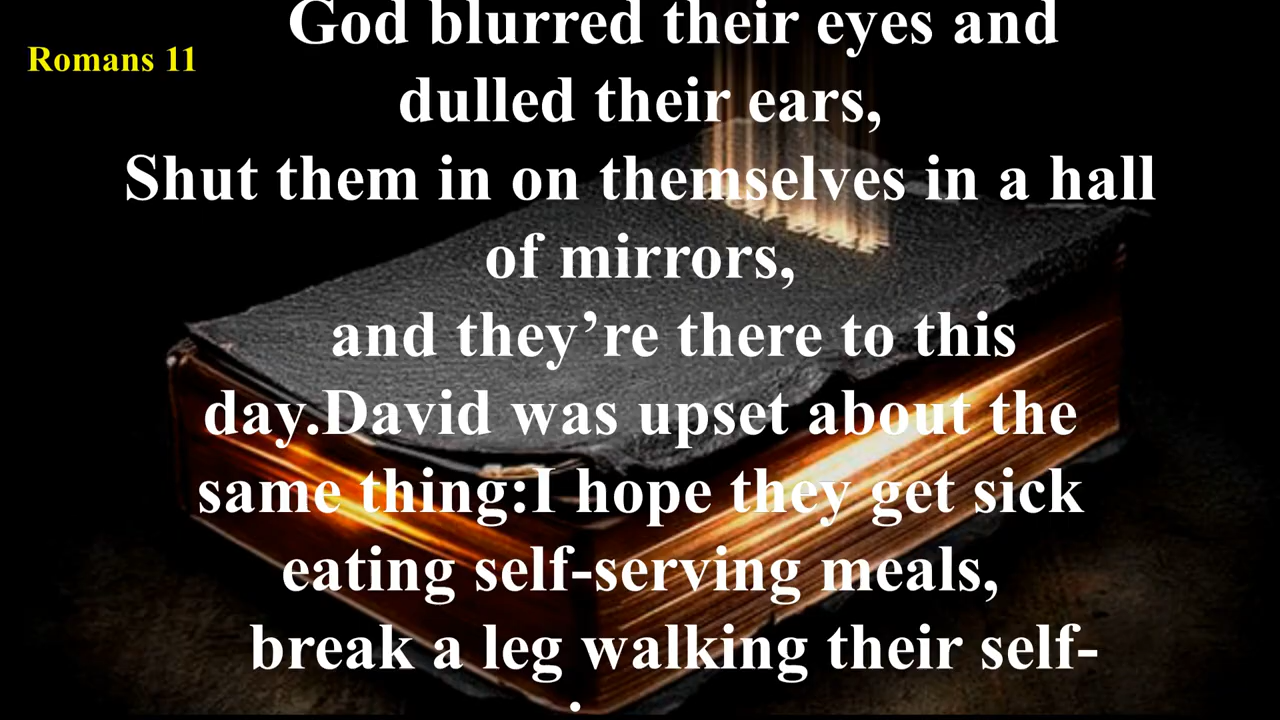 God blurred their eyes and
Romans 11
dulled their ears,
Shut them in on themselves in a hall
of mirrors,
and they’re there to this
day.David was upset about the
same thing:I hope they get sick
eating self-serving meals,
break a leg walking their self-